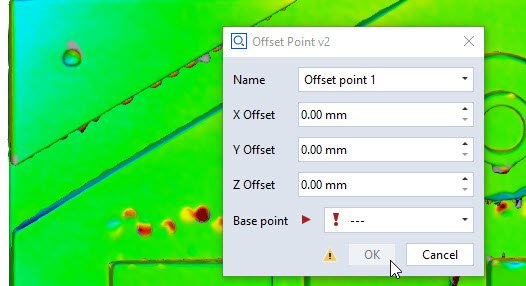 Offset Point v2
Name Offset point 1
X Offset 0.00 mm
Y Offset 0.00 mm
Z Offset 0.00 mm
Base point ---
OK Cancel